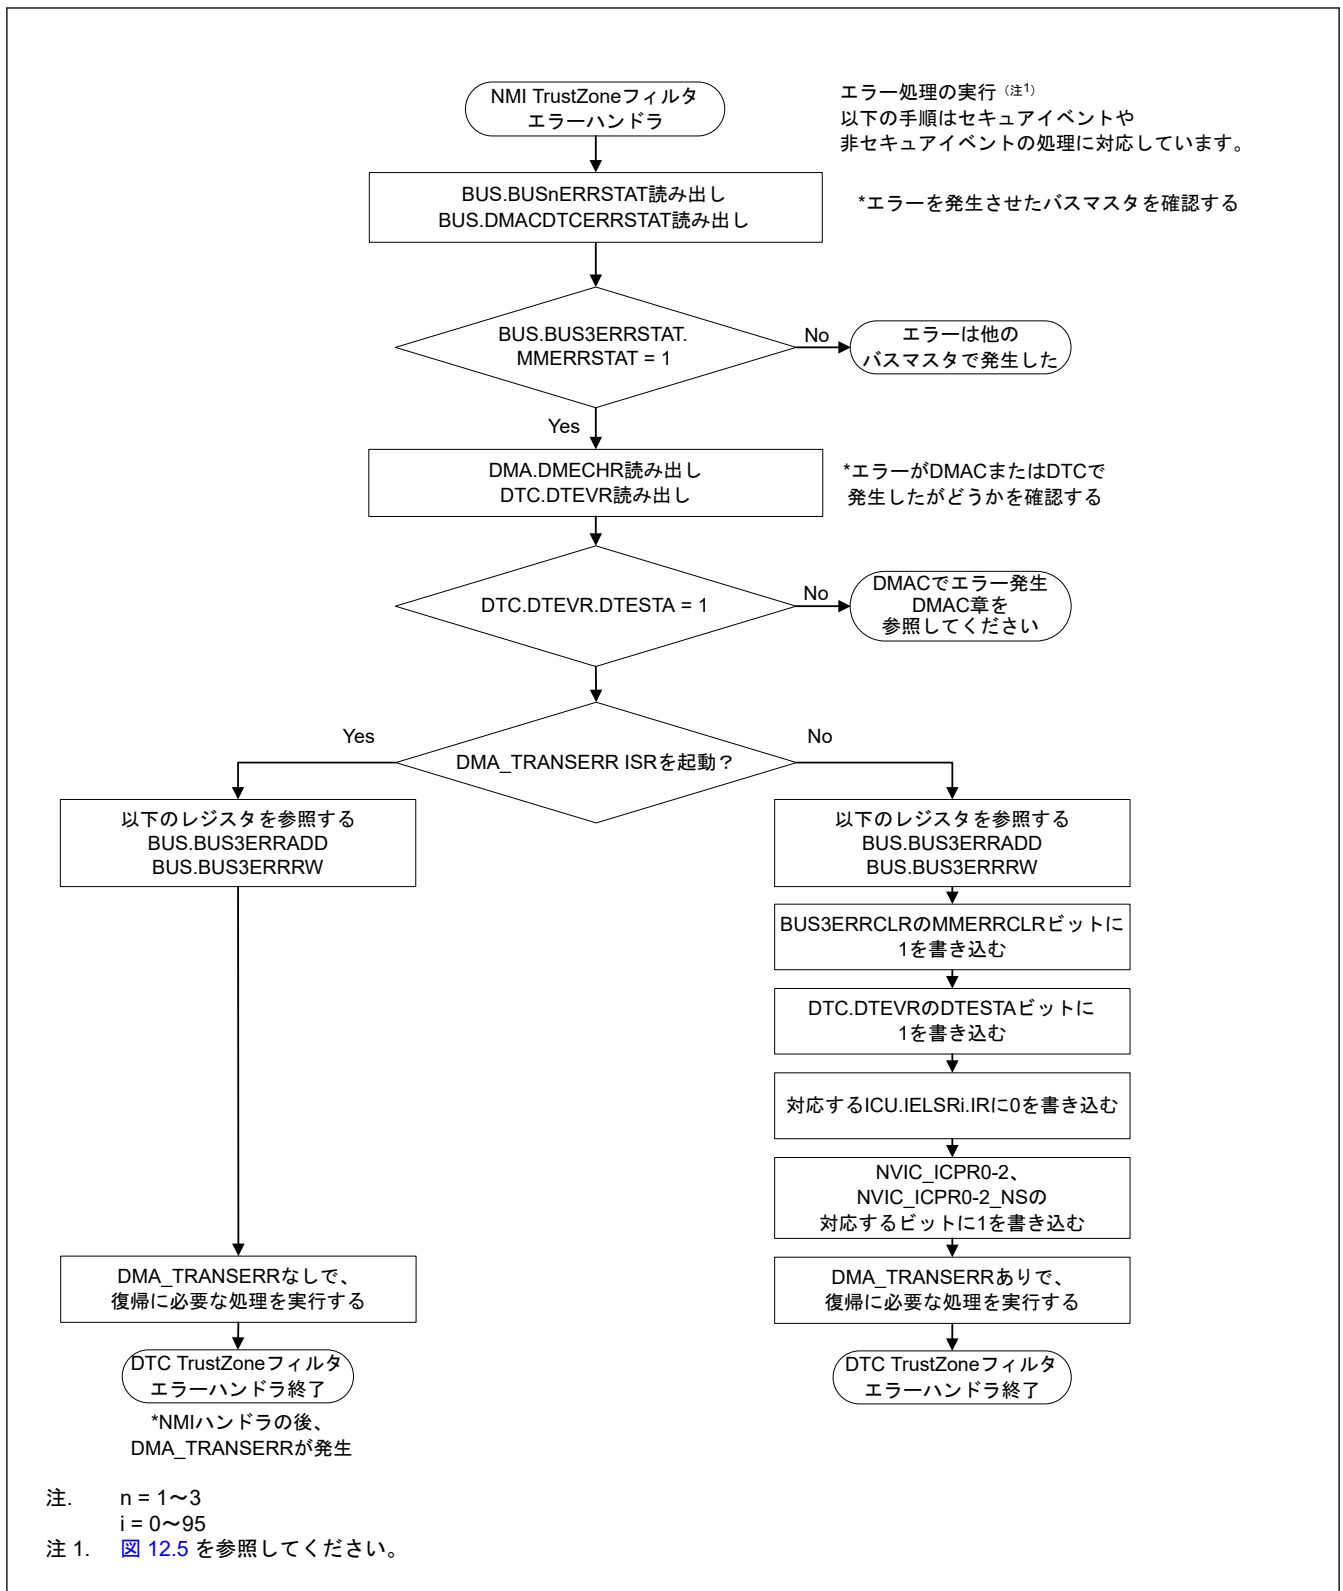 NMI TrustZoneフィルタ
エラーハンドラ
エラー処理の実行（注1）
以下の手順はセキュアイベントや
非セキュアイベントの処理に対応しています。
BUS.BUSnERRSTAT読み出し
BUS.DMACDTCERRSTAT読み出し
*エラーを発生させたバスマスタを確認する
BUS.BUS3ERRSTAT.
MMERRSTAT = 1
No
エラーは他の
バスマスタで発生した
Yes
DMA.DMECHR読み出し
DTC.DTEVR読み出し
*エラーがDMACまたはDTCで
発生したがどうかを確認する
DTC.DTEVR.DTESTA = 1
No
DMACでエラー発生
DMAC章を
参照してください
Yes
DMA_TRANSERR ISRを起動？
No
以下のレジスタを参照する
BUS.BUS3ERRADD
BUS.BUS3ERRRW
以下のレジスタを参照する
BUS.BUS3ERRADD
BUS.BUS3ERRRW
BUS3ERRCLRのMMERRCLRビットに
1を書き込む
DTC.DTEVRのDTESTAビットに
1を書き込む
対応するICU.IELSRi.IRに0を書き込む
NVIC_ICPR0-2、
NVIC_ICPR0-2_NSの
対応するビットに1を書き込む
DMA_TRANSERRなしで、
復帰に必要な処理を実行する
DMA_TRANSERRありで、
復帰に必要な処理を実行する
DTC TrustZoneフィルタ
エラーハンドラ終了
DTC TrustZoneフィルタ
エラーハンドラ終了
*NMIハンドラの後、
DMA_TRANSERRが発生
注. n = 1～3
i = 0～95
注 1. 図 12.5 を参照してください。